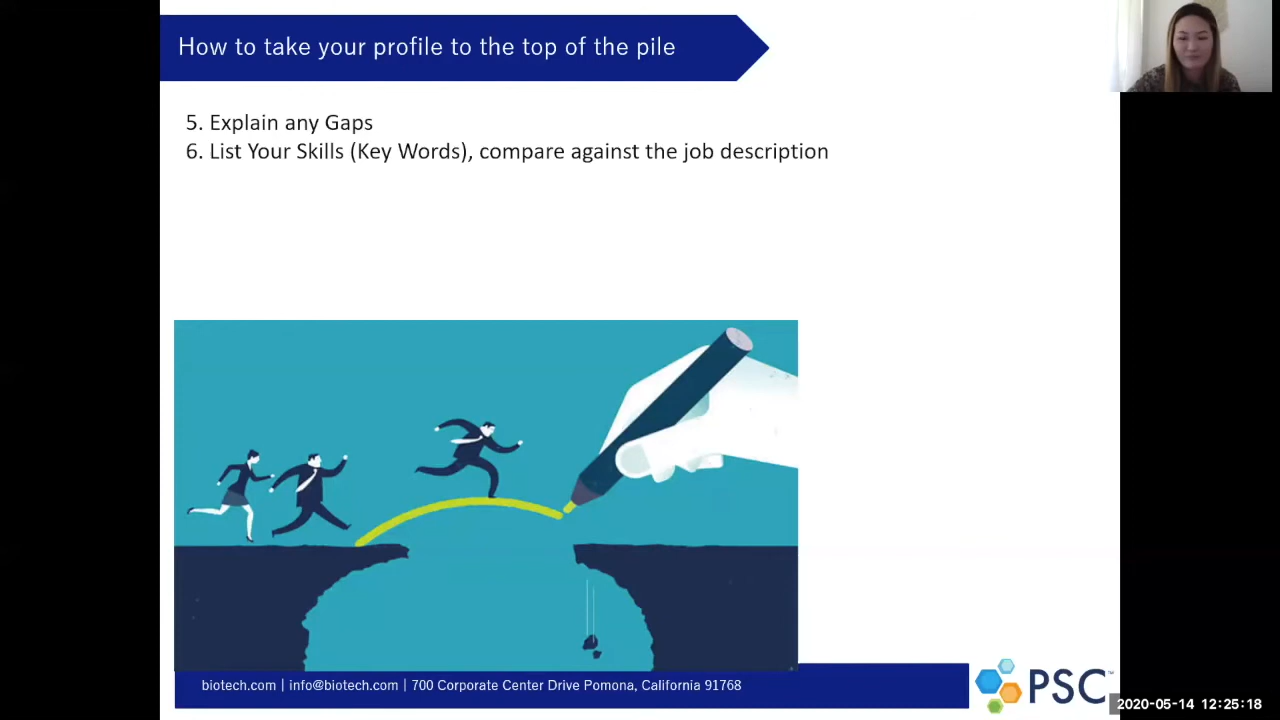 How to take your profile to the top of the pile
5. Explain any Gaps
6. List Your Skills (Key Words), compare against the job description
biotech.com | info@biotech.com | 700 Corporate Center Drive Pomona, California 91768
PSC™
2020-05-14 12:25:18